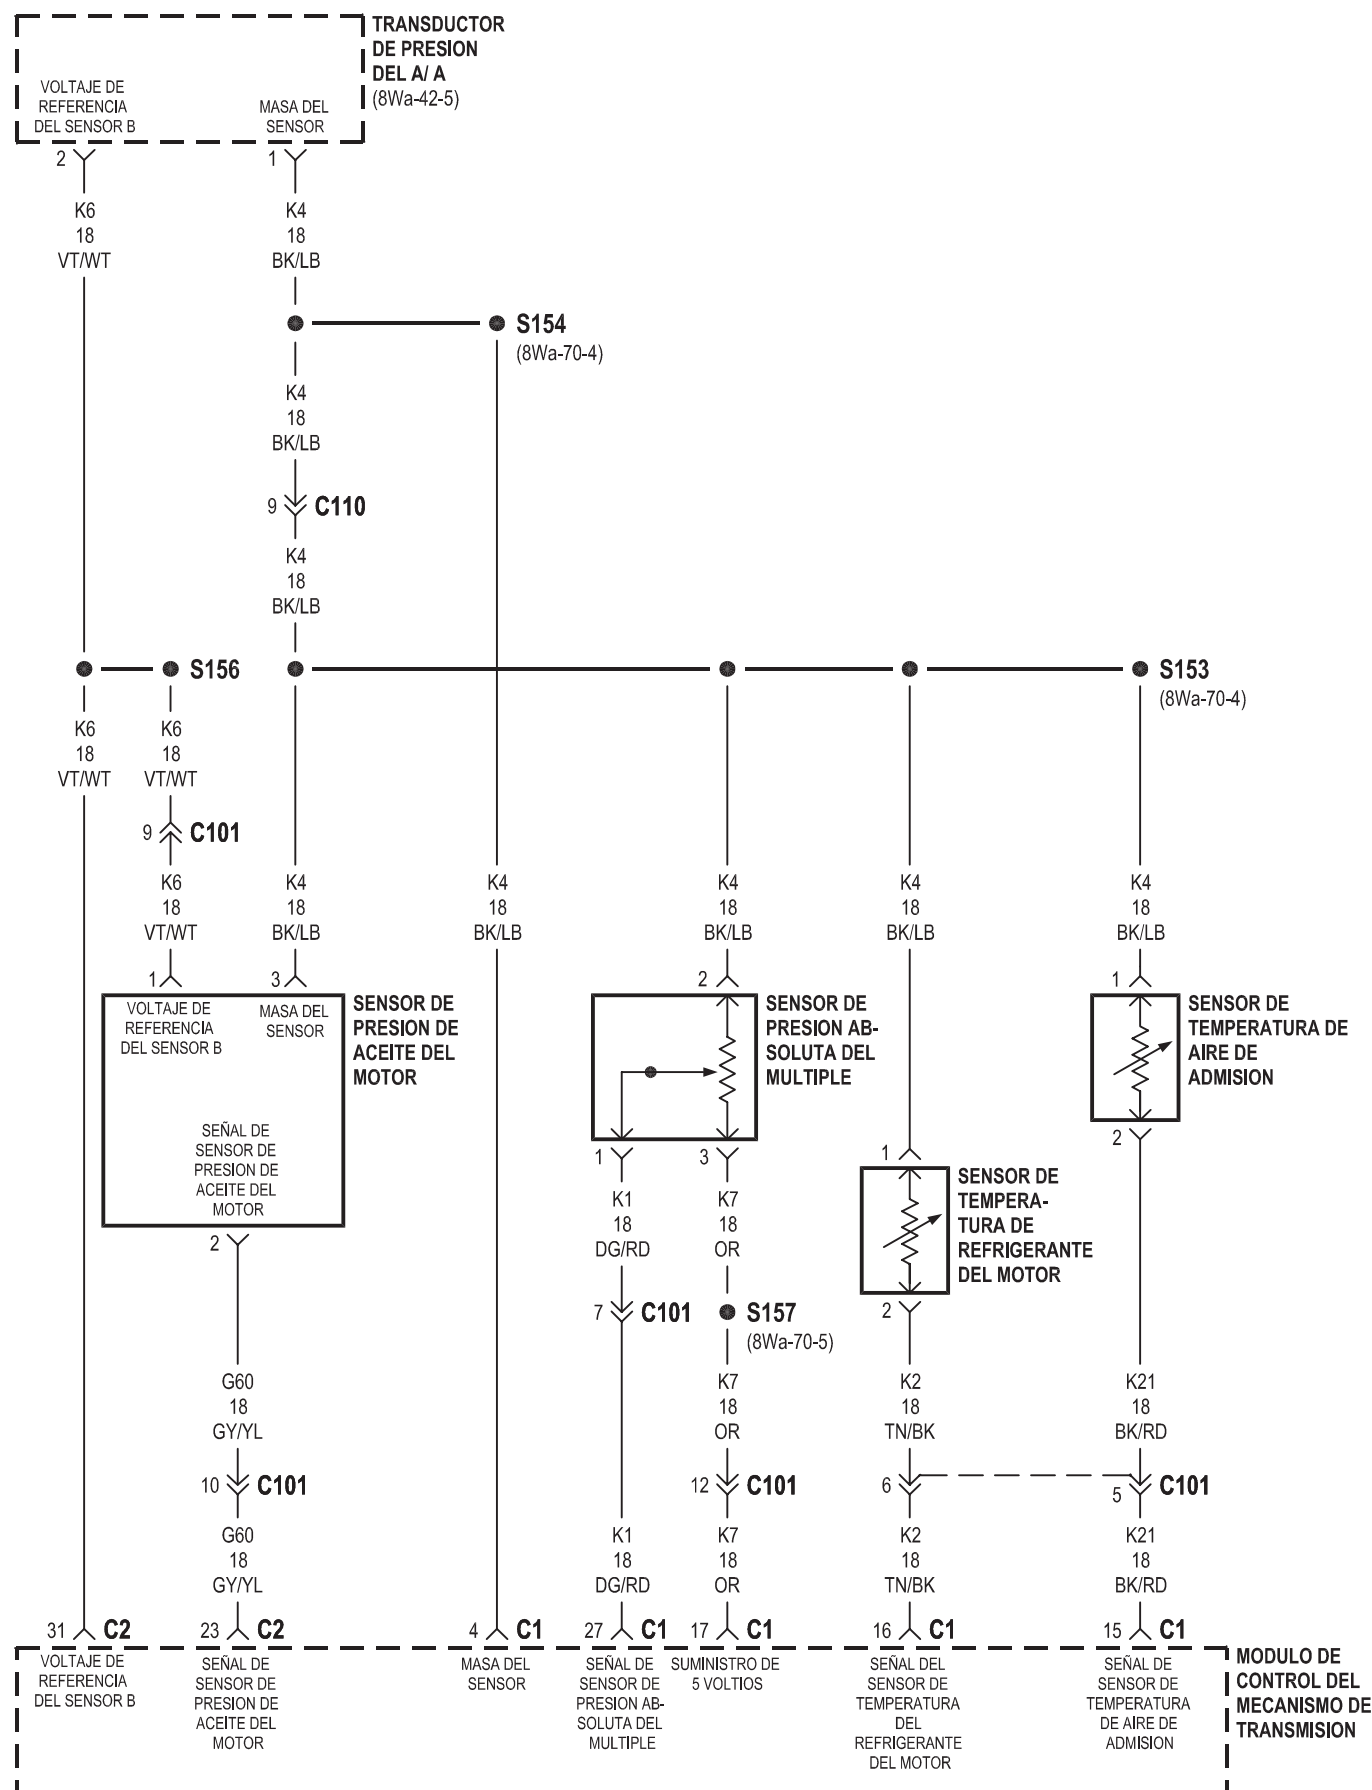 TRANSDUCTOR
DE PRESION
DEL A/ A
(8Wa-42-5)
VOLTAJE DE
REFERENCIA
DEL SENSOR B
MASA DEL
SENSOR
2
1
K6
18
VT/WT
K4
18
BK/LB
S154
(8Wa-70-4)
K4
18
BK/LB
9
C110
K4
18
BK/LB
S156
S153
(8Wa-70-4)
K6
18
VT/WT
K6
18
VT/WT
9
C101
K6
18
VT/WT
K4
18
BK/LB
K4
18
BK/LB
K4
18
BK/LB
K4
18
BK/LB
K4
18
BK/LB
1
3
2
1
VOLTAJE DE
REFERENCIA
DEL SENSOR B
MASA DEL
SENSOR
SENSOR DE
PRESION DE
ACEITE DEL
MOTOR
SENSOR DE
PRESION AB-
SOLUTA DEL
MULTIPLE
SENSOR DE
TEMPERATURA DE
AIRE DE
ADMISION
SEÑAL DE
SENSOR DE
PRESION DE
ACEITE DEL
MOTOR
2
1
3
1
2
SENSOR DE
TEMPERA-
TURA DE
REFRIGERANTE
DEL MOTOR
K1
18
DG/RD
K7
18
OR
7
C101
S157
(8Wa-70-5)
2
G60
18
GY/YL
K7
18
OR
K2
18
TN/BK
K21
18
BK/RD
10
C101
12
C101
6
5
C101
G60
18
GY/YL
K1
18
DG/RD
K7
18
OR
K2
18
TN/BK
K21
18
BK/RD
31
C2
23
C2
4
C1
27
C1
17
C1
16
C1
15
C1
VOLTAJE DE
REFERENCIA
DEL SENSOR B
SEÑAL DE
SENSOR DE
PRESION DE
ACEITE DEL
MOTOR
MASA DEL
SENSOR
SEÑAL DE
SENSOR DE
PRESION AB-
SOLUTA DEL
MULTIPLE
SUMINISTRO DE
5 VOLTIOS
SEÑAL DEL
SENSOR DE
TEMPERATURA
DEL
REFRIGERANTE
DEL MOTOR
SEÑAL DE
SENSOR DE
TEMPERATURA
DE AIRE DE
ADMISION
MODULO DE
CONTROL DEL
MECANISMO DE
TRANSMISION